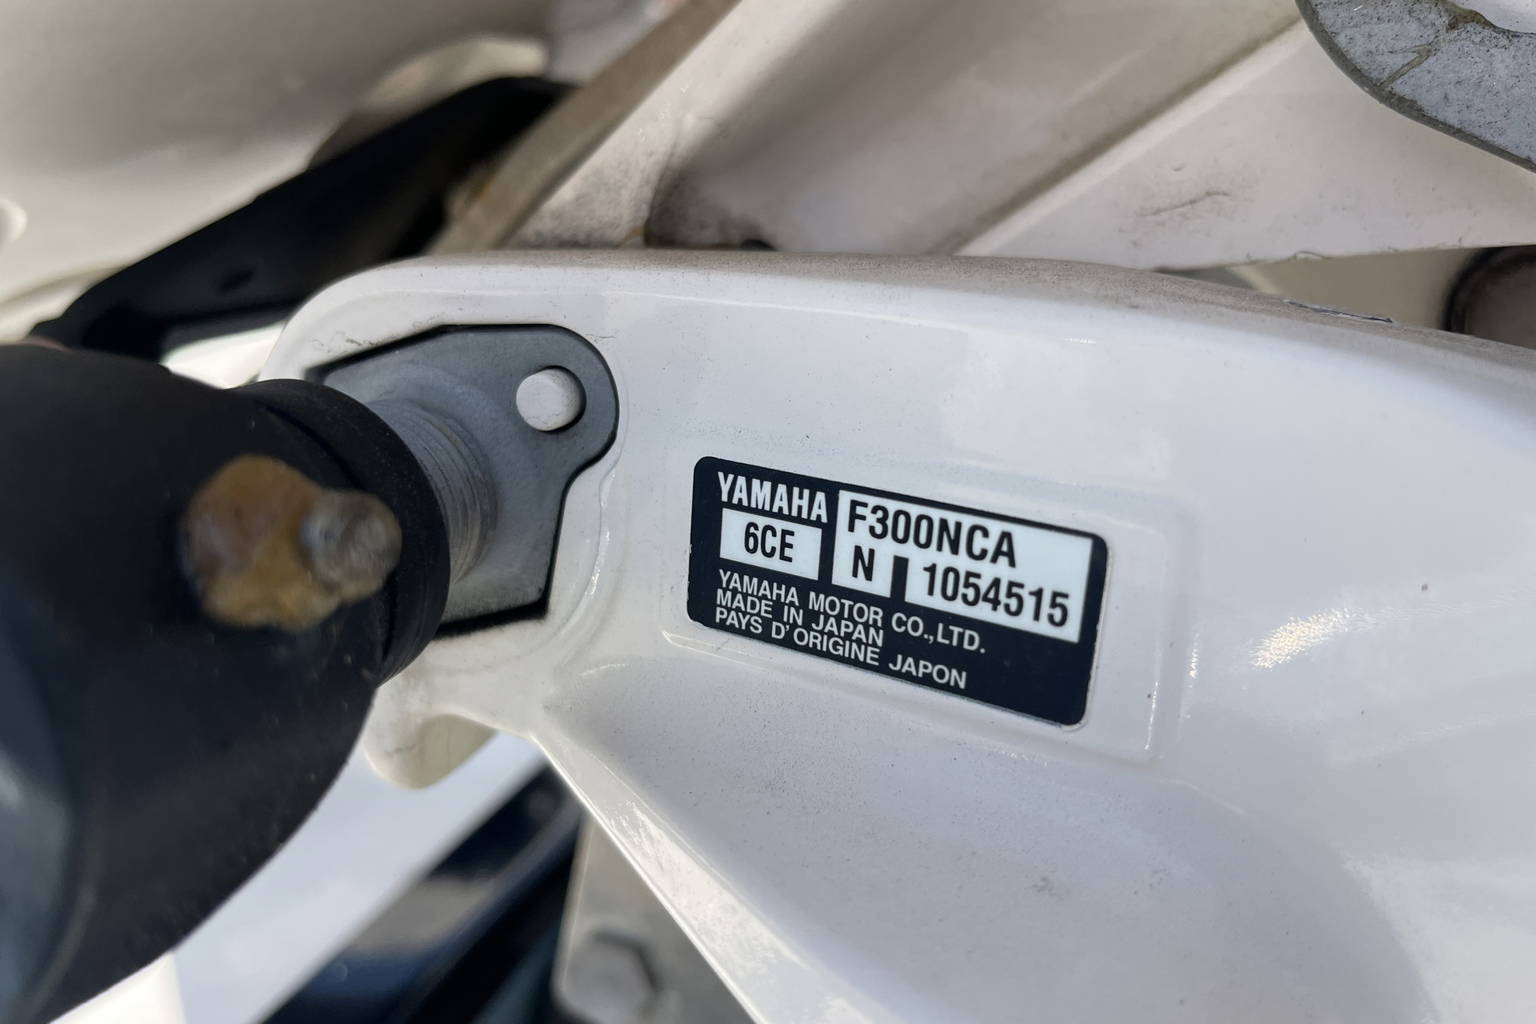 YAMAHA
6CE
F300NCA
N 1054515
YAMAHA MOTOR CO.,LTD.
MADE IN JAPAN
PAYS D'ORIGINE JAPON